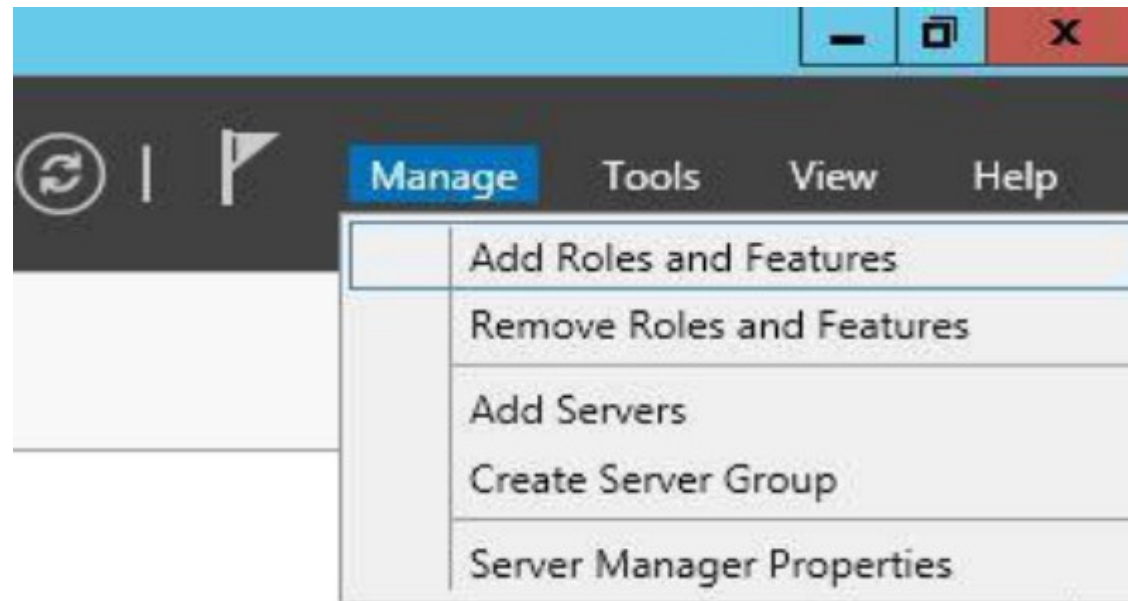 Manage Tools View Help
Add Roles and Features
Remove Roles and Features
Add Servers
Create Server Group
Server Manager Properties